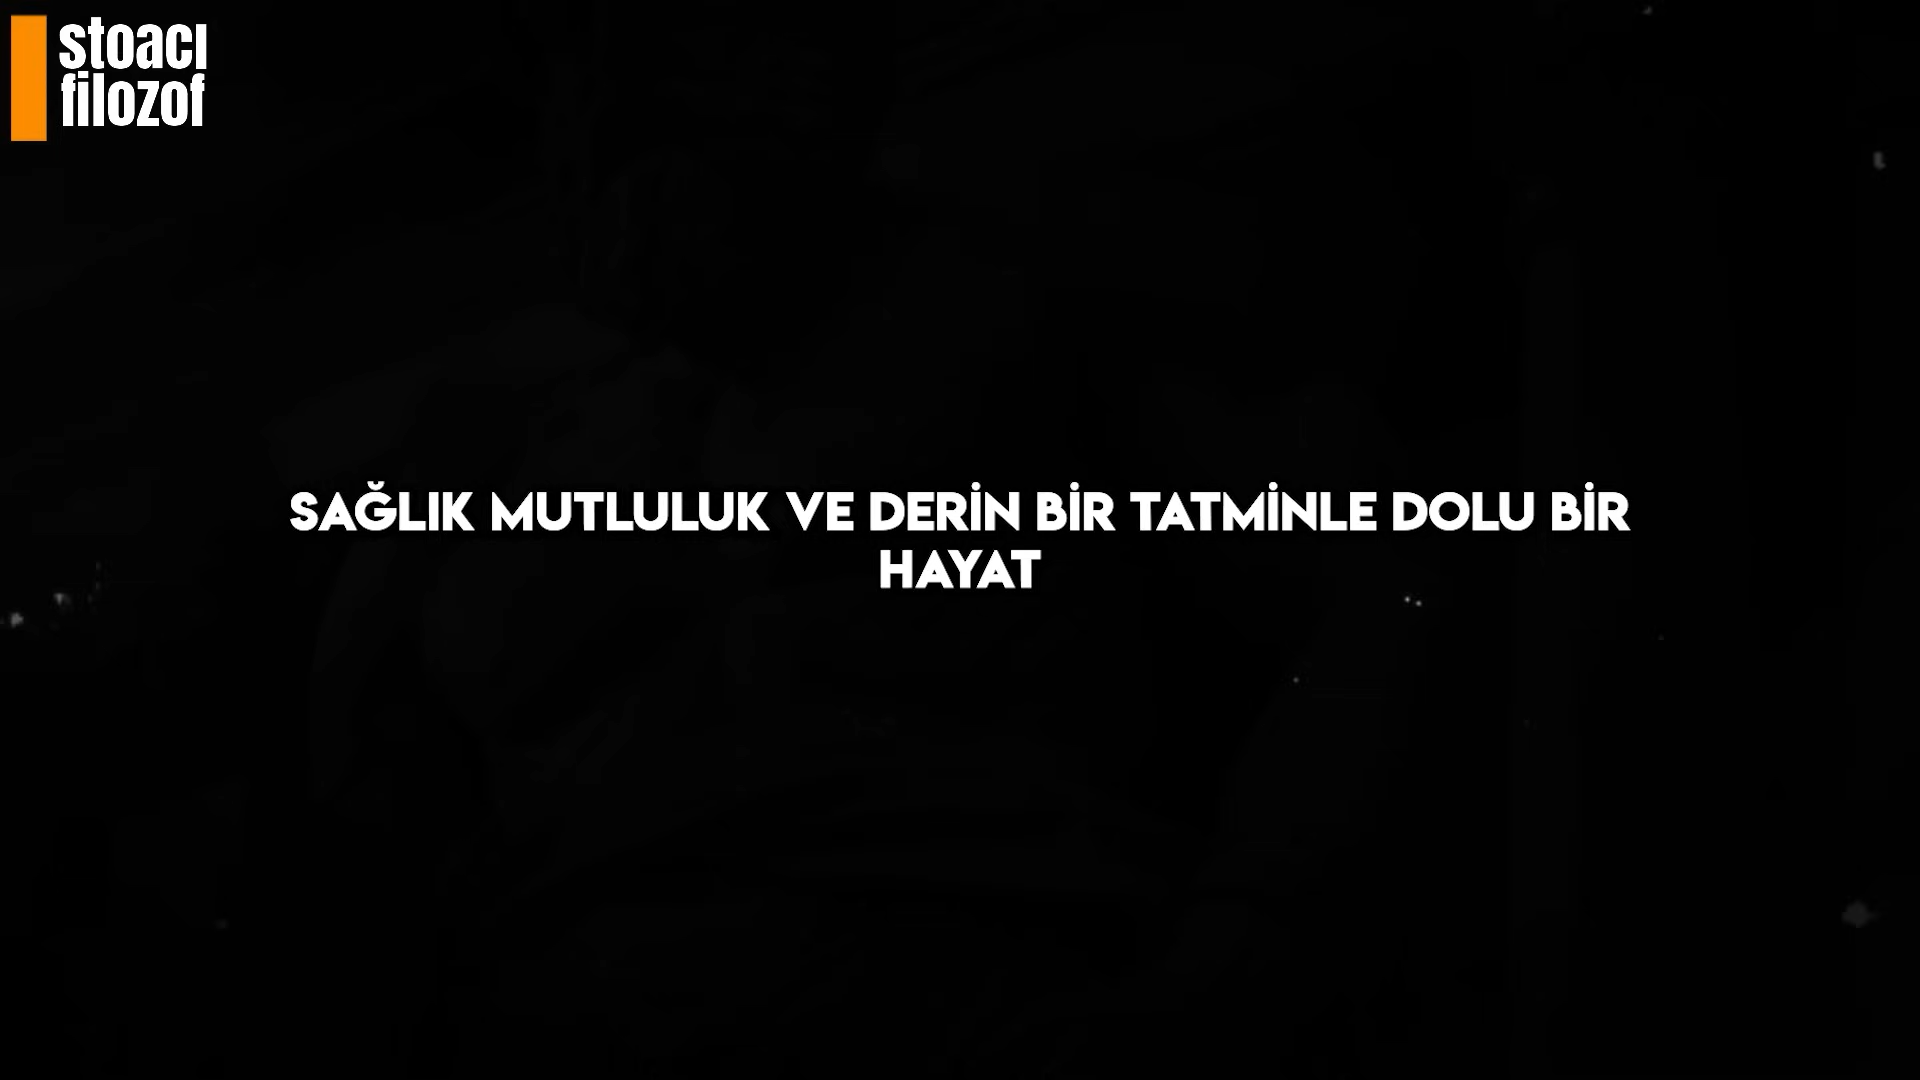 stoacı
filozof
SAĞLIK MUTLULUK VE DERİN BİR TATMİNLE DOLU BİR
HAYAT